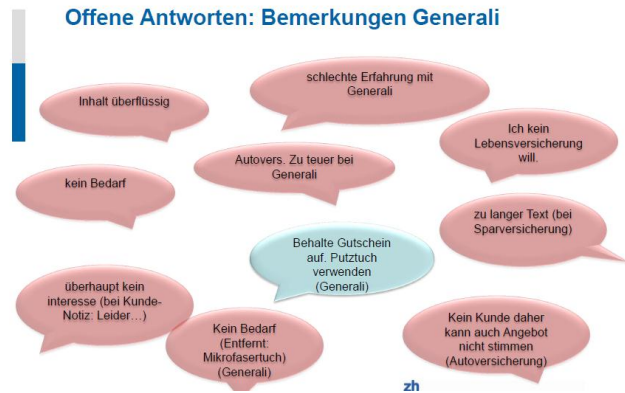 Offene Antworten: Bemerkungen Generali
Inhalt überflüssig
schlechte Erfahrung mit
Generali
Ich kein
Lebensversicherung
will.
Autovers. Zu teuer bei
Generali
kein Bedarf
zu langer Text (bei
Sparversicherung)
Behalte Gutschein
auf. Putztuch
verwenden
(Generali)
überhaupt kein
interesse (bei Kunde-
Notiz: Leider…)
Kein Bedarf
(Entfernt:
Mikrofasertuch)
(Generali)
Kein Kunde daher
kann auch Angebot
nicht stimmen
(Autoversicherung)
zh